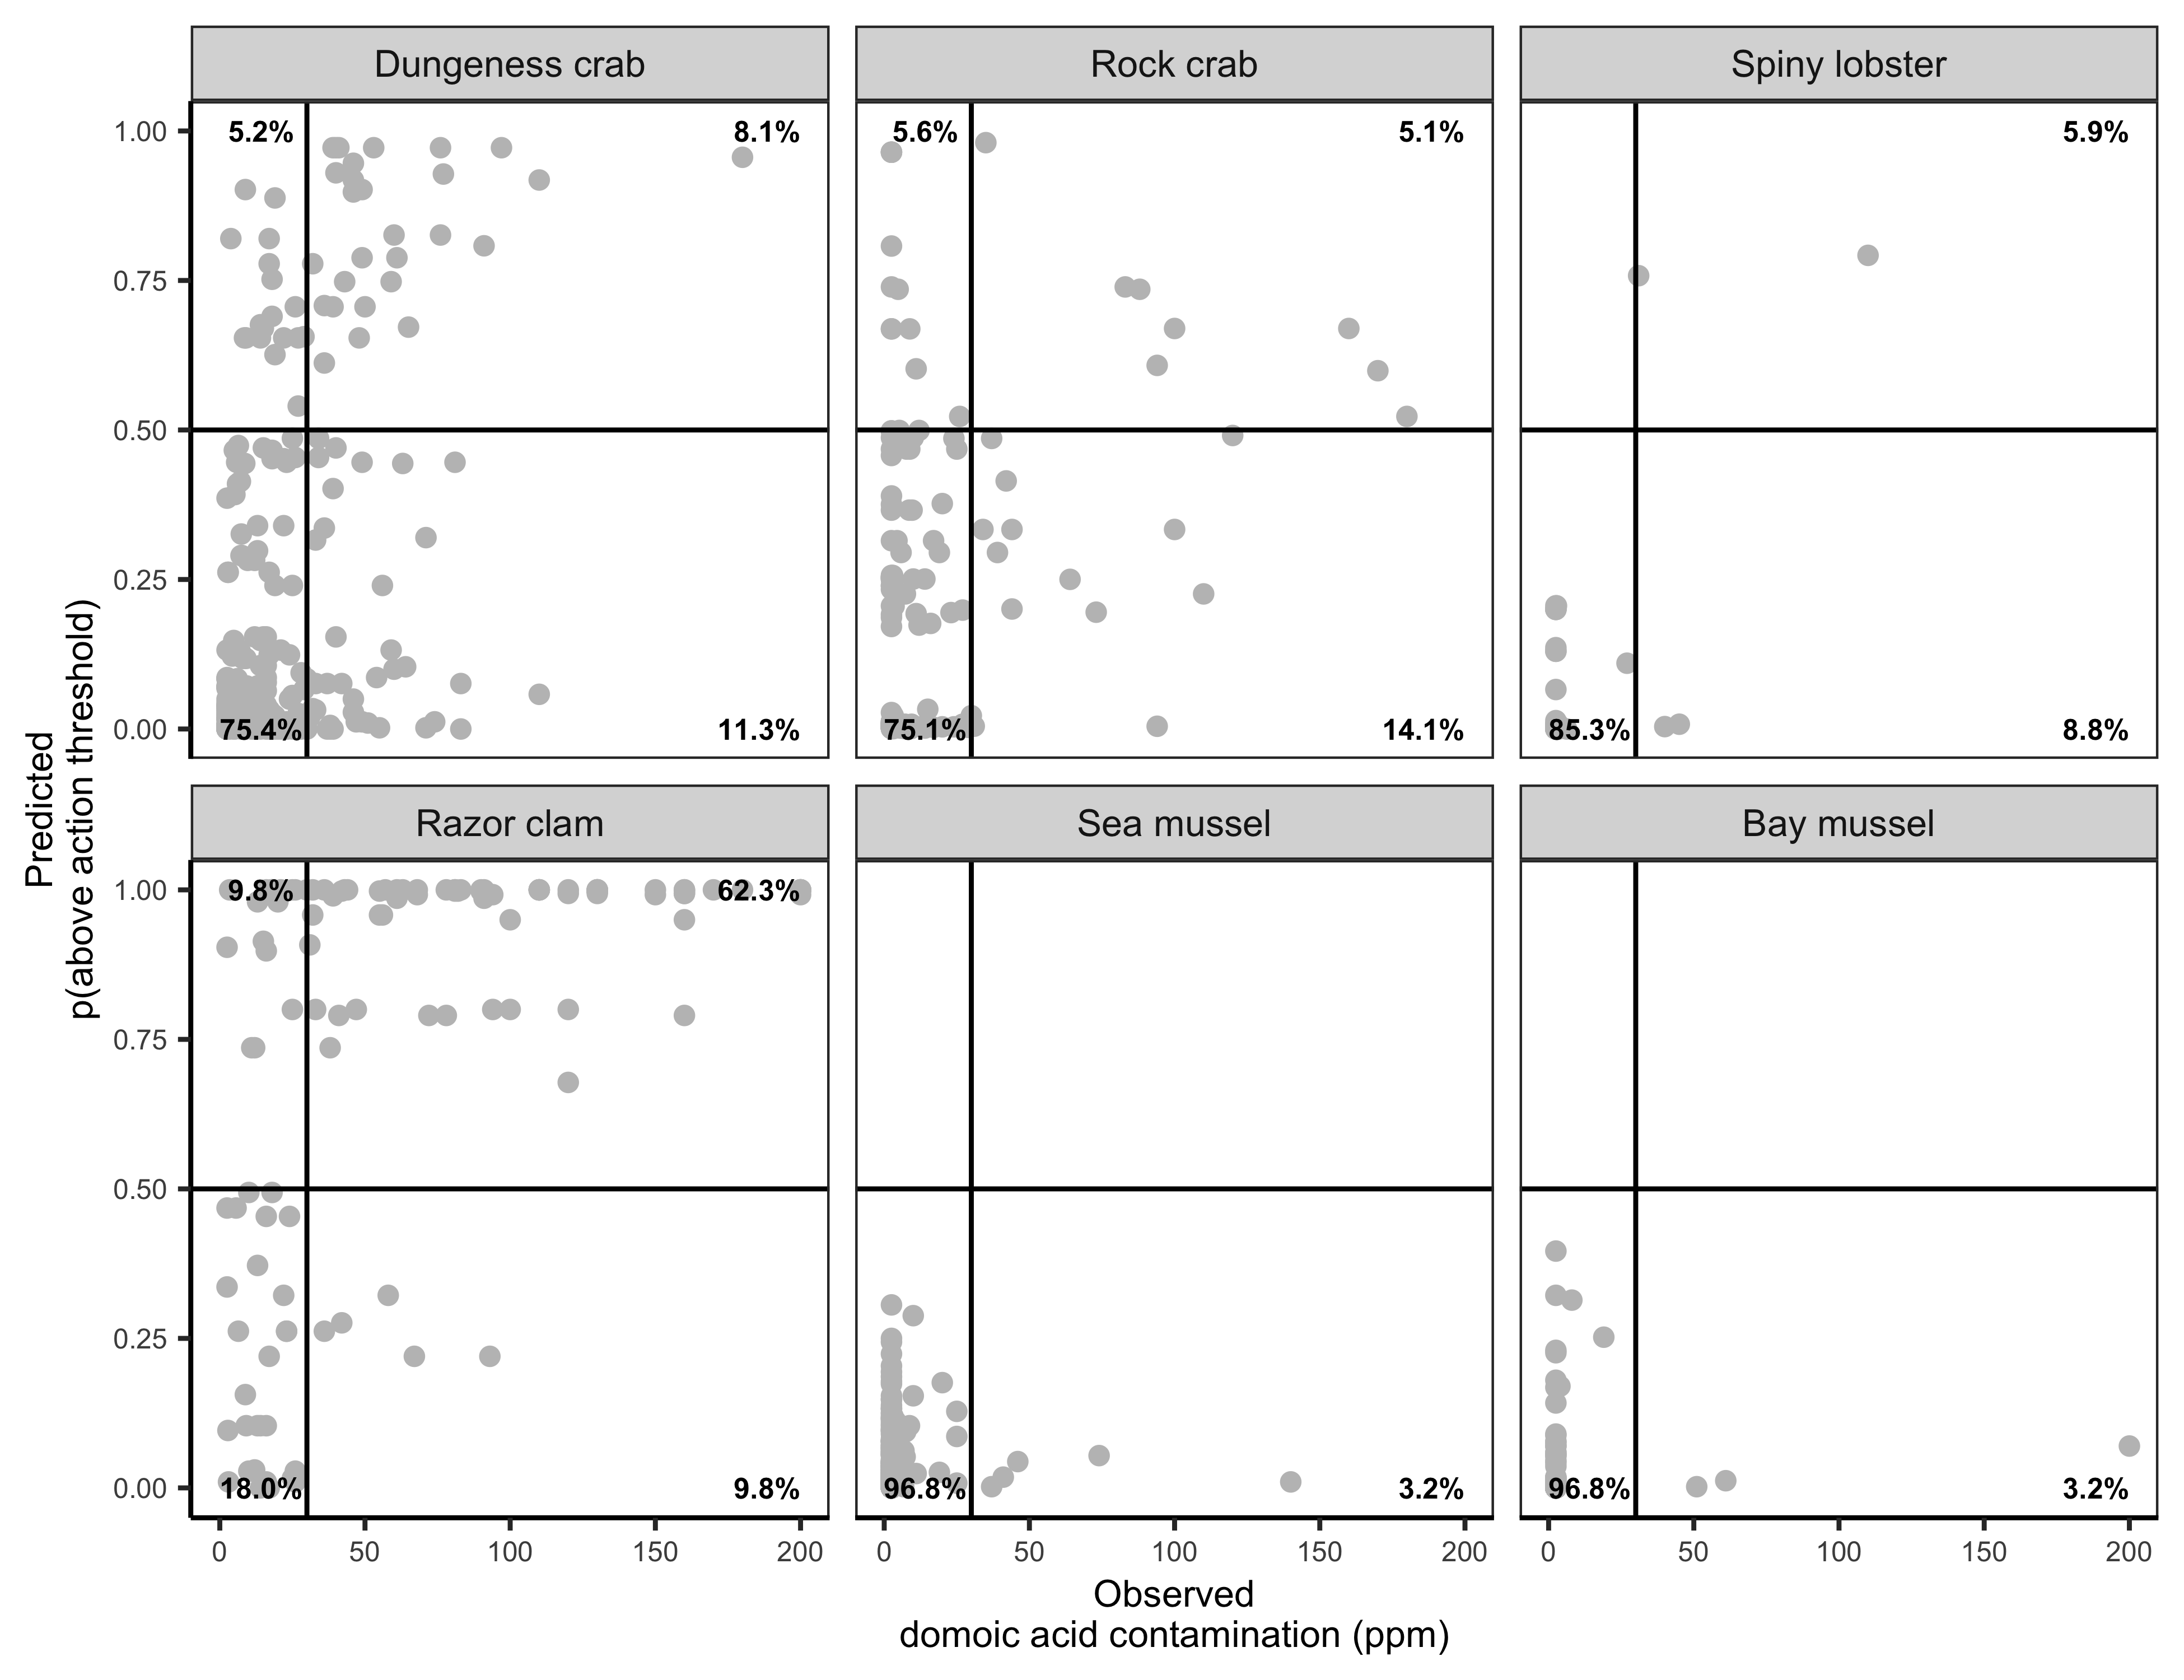 Dungeness crab
Rock crab
Spiny lobster
5.2%
8.1%
5.6%
5.1%
5.9%
1.00
0.75
0.50
0.25
0.00
75.4%
11.3%
75.1%
14.1%
85.3%
8.8%
Predicted
p(above action threshold)
Razor clam
Sea mussel
Bay mussel
1.00
0.75
0.50
0.25
0.00
9.8%
62.3%
18.0%
9.8%
96.8%
3.2%
96.8%
3.2%
0 50 100 150 200
0 50 100 150 200
0 50 100 150 200
Observed
domoic acid contamination (ppm)